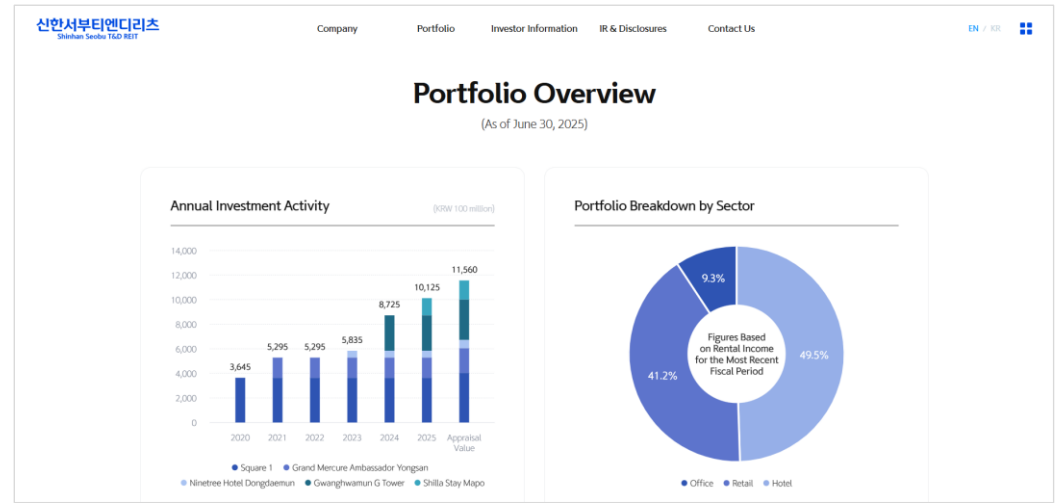 신한서부티엔디리츠
Shinhan Seobu T&D REIT
Company
Portfolio
Investor Information
IR & Disclosures
Contact Us
EN / KR
Portfolio Overview
(As of June 30, 2025)
Annual Investment Activity
(KRW 100 million)
14,000
12,000
10,000
8,000
6,000
4,000
2,000
0
3,645
5,295
5,295
5,835
8,725
10,125
11,560
2020
2021
2022
2023
2024
2025
Appraisal
Value
Square 1
Grand Mercure Ambassador Yongsan
Ninetree Hotel Dongdaemun
Gwanghwamun G Tower
Shilla Stay Mapo
Portfolio Breakdown by Sector
9.3%
41.2%
49.5%
Figures Based
on Rental Income
for the Most Recent
Fiscal Period
Office
Retail
Hotel